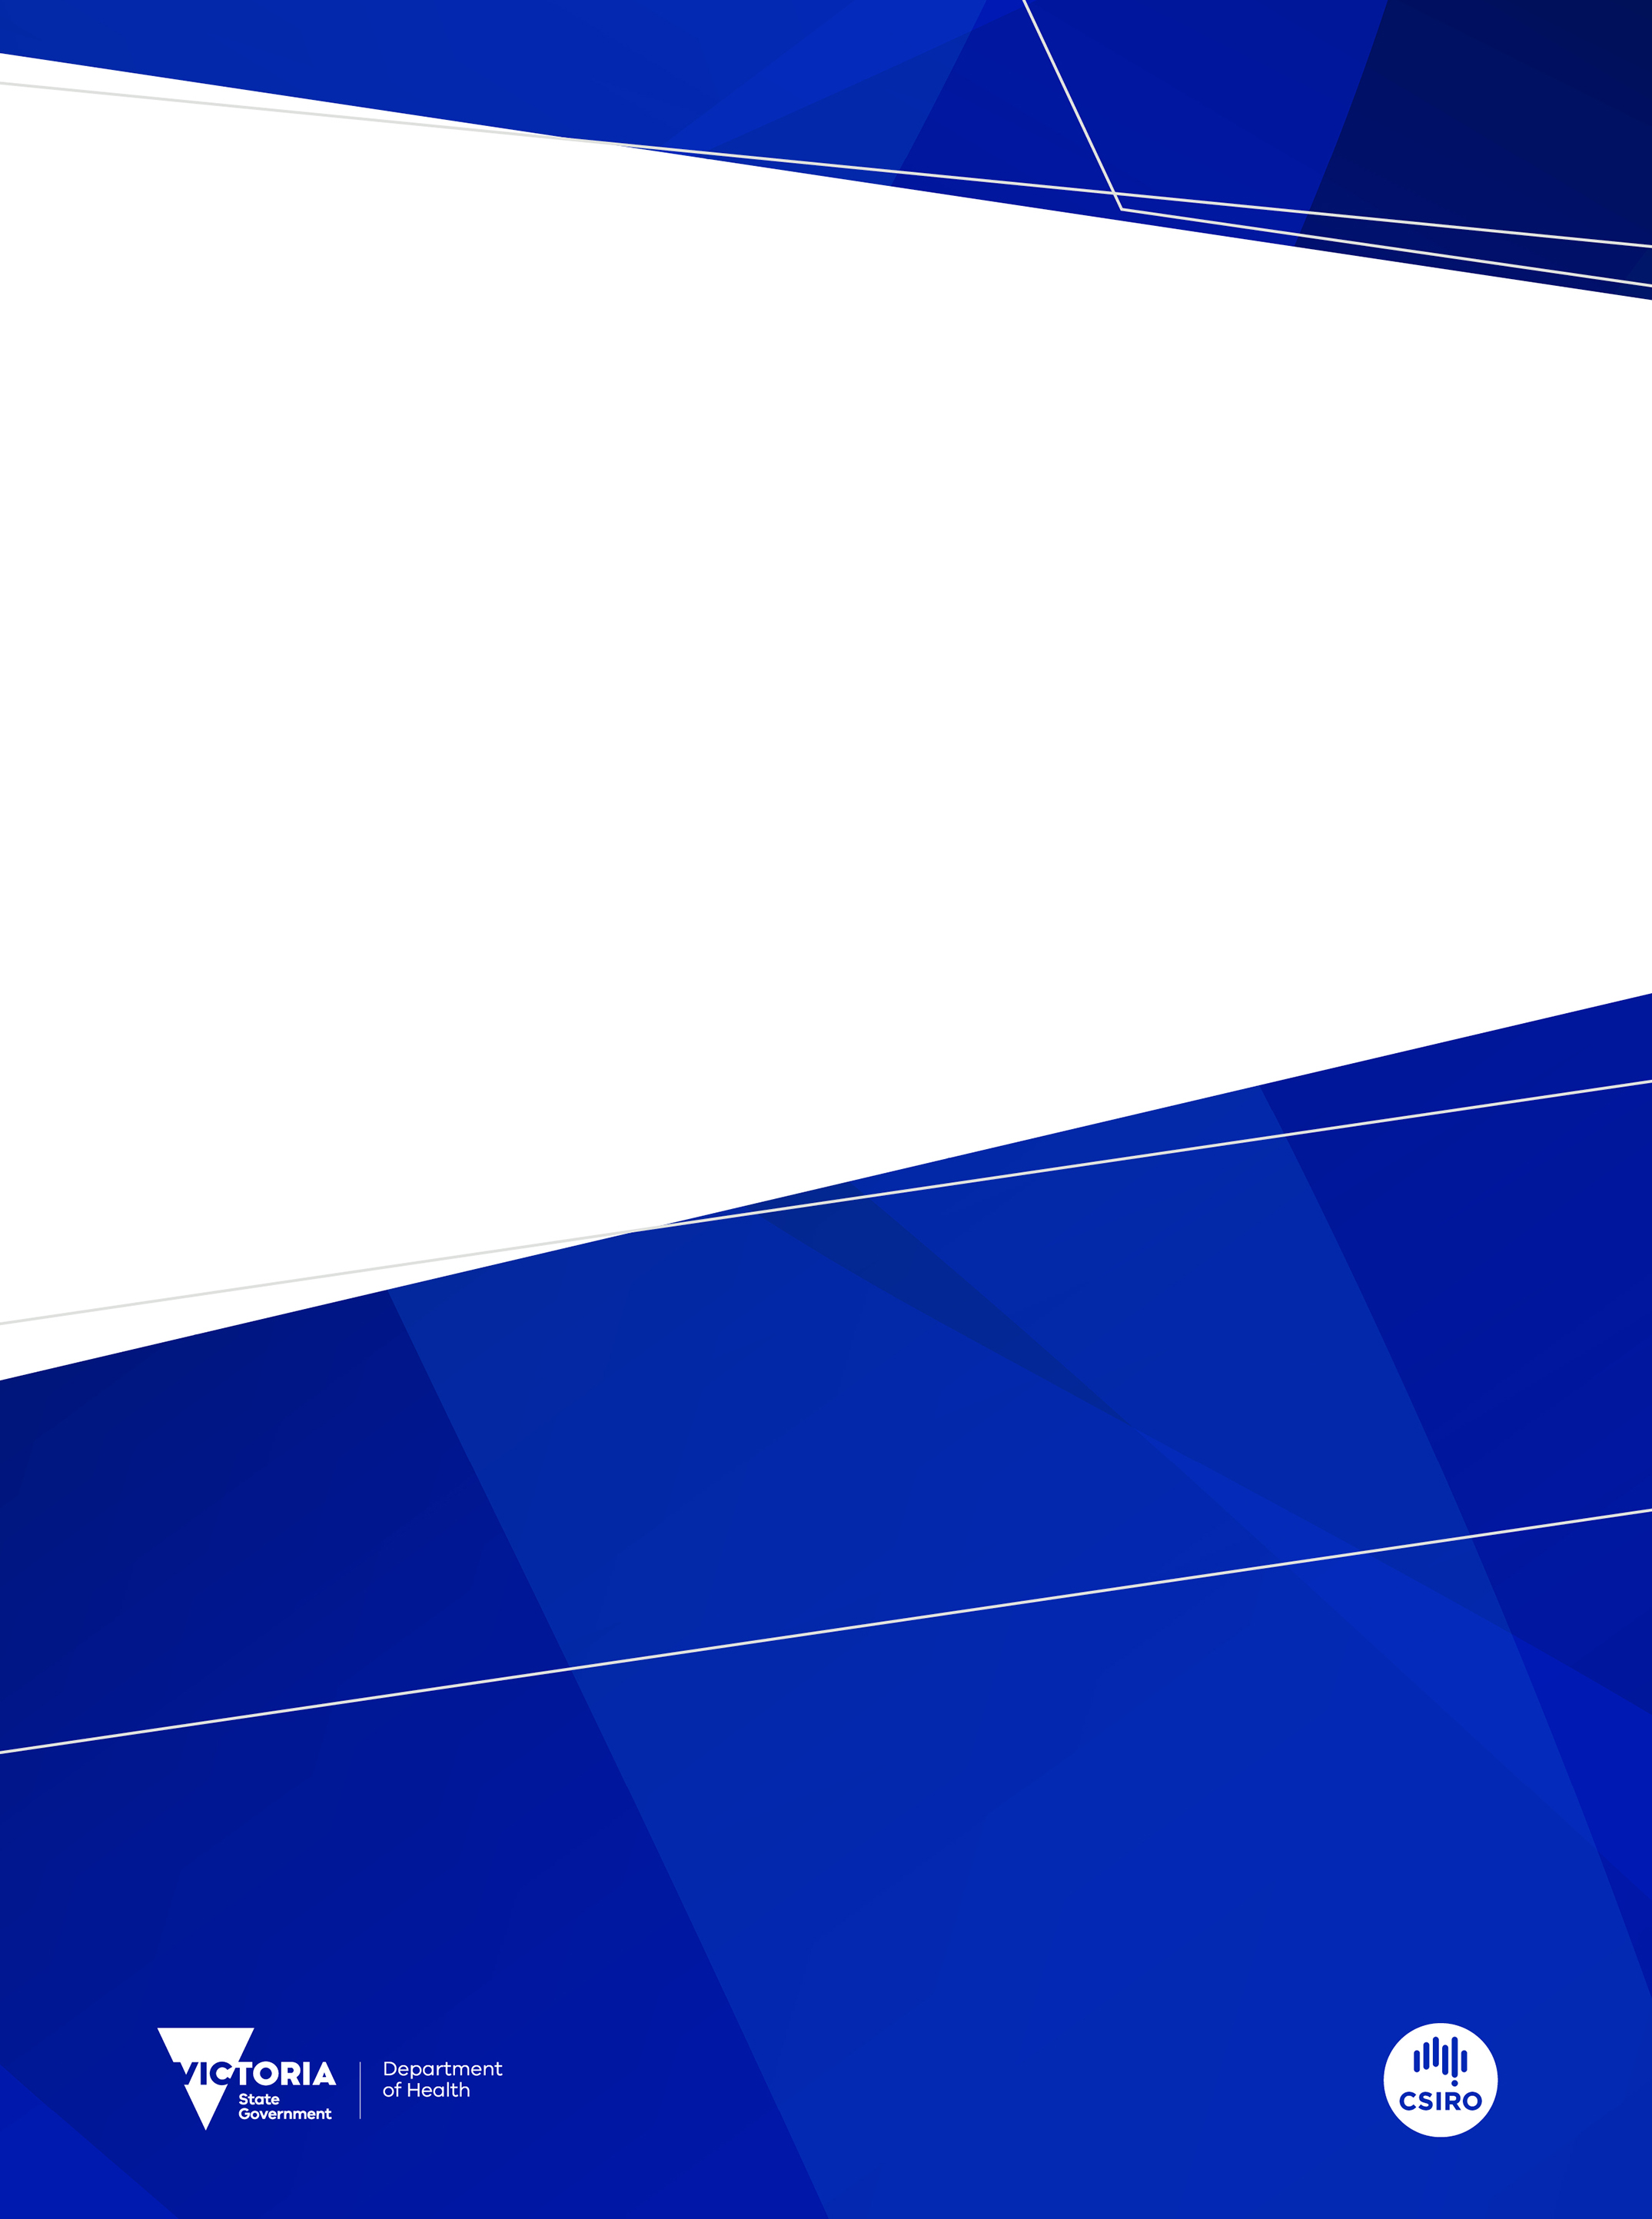 VICTORIA
State
Government
Department
of Health
CSIRO